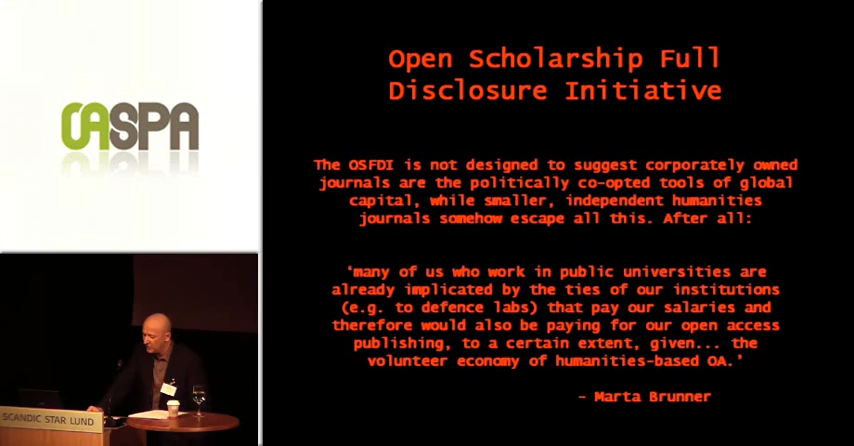 OASPA
Open Scholarship Full
Disclosure Initiative
The OSFDI is not designed to suggest corporately owned
journals are the politically co-opted tools of global
capital, while smaller, independent humanities
journals somehow escape all this. After all:
'many of us who work in public universities are
already implicated by the ties of our institutions
(e.g. to defence labs) that pay our salaries and
therefore would also be paying for our open access
publishing, to a certain extent, given... the
volunteer economy of humanities-based OA.'
– Marta Brunner
SCANDIC STAR LUND